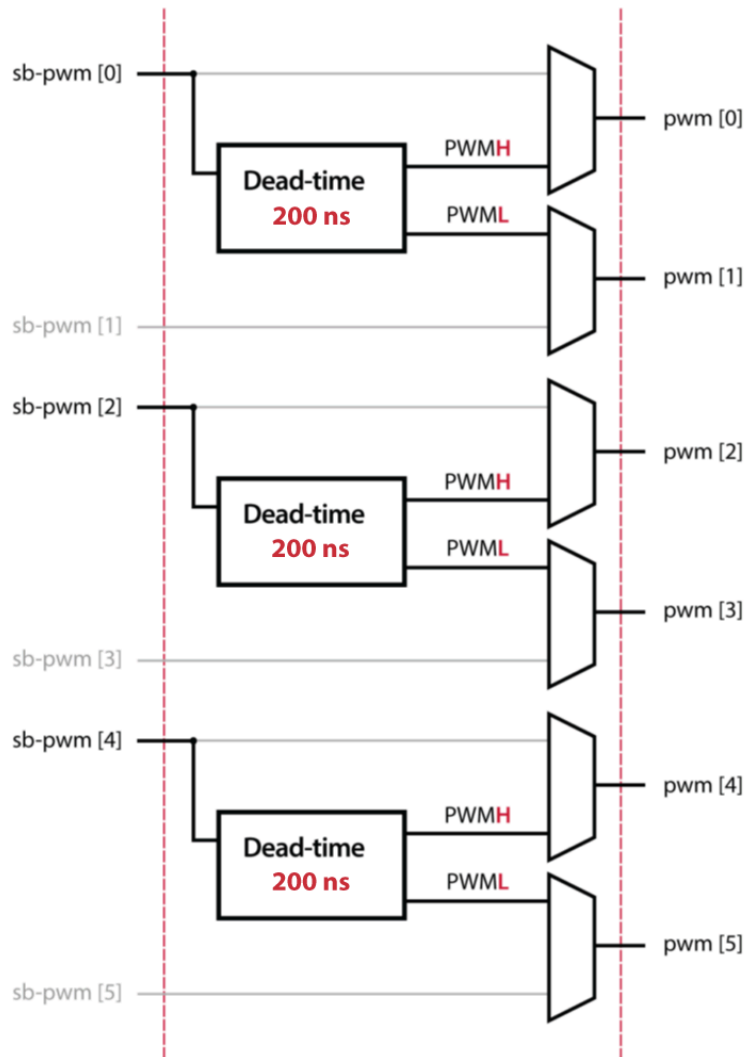 sb-pwm [0]
pwm [0]
PWMH
Dead-time
200 ns
PWML
pwm [1]
sb-pwm [1]
sb-pwm [2]
pwm [2]
PWMH
Dead-time
200 ns
PWML
pwm [3]
sb-pwm [3]
sb-pwm [4]
pwm [4]
PWMH
Dead-time
200 ns
PWML
pwm [5]
sb-pwm [5]